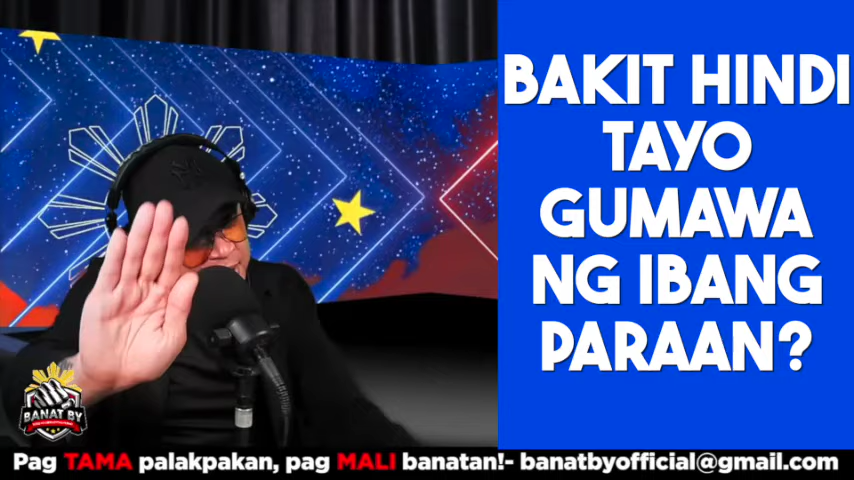 BAKIT HINDI
TAYO
GUMAWA
NG IBANG
PARAAN?
BANAT BY
Pag TAMA palakpakan, pag MALI banatan!- banatbyofficial@gmail.com